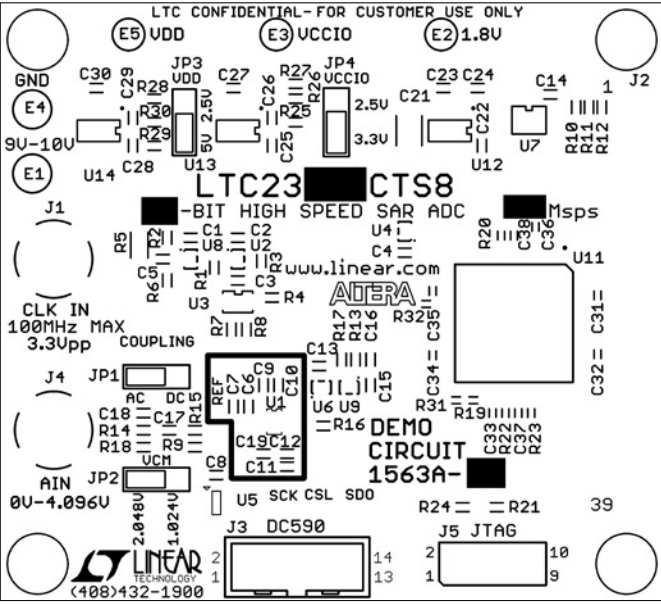 LTC CONFIDENTIAL-FOR CUSTOMER USE ONLY
E5 VDD
E3 VCCIO
E2 1.8V
GND
J2
C30
C29
R28
R30
R29
C28
JP3
VDD
2.5V
5V
U13
C27
C26
R27
R26
R25
C25
JP4
VCCIO
2.5V
3.3V
C21
C23 C24
C22
U12
C14
U7
1
R10
R11
R12
E4
9V-10V
E1
U14
LTC23 CTS8
-BIT HIGH SPEED SAR ADC
Msps
J1
CLK IN
100MHz MAX
3.3Vpp
R5
R2
C5
R6
C1
U8
R1
C2
U2
R3
C3
U3
R4
R7
R8
U4
C4
www.linear.com
ALTERA
R20
C38
C36
U11
R32
C35
C34
C31
C32
R17
R13
C16
C13
C15
U6 U9
R16
COUPLING
JP1
AC DC
C18
R14
R18
C17
R9
R15
JP2
VCM
2.048V
1.024V
J4
AIN
0V-4.096V
REF
C7
C6
C9
C10
U1
C19 C12
C11
C8
U5
SCK CSL SDO
R31
R19
C33
R22
C37
R23
DEMO
CIRCUIT
1563A-
R24
R21
39
J3 DC590
2
1
14
13
J5 JTAG
2
1
10
9
LINEAR
TECHNOLOGY
(408)432-1900